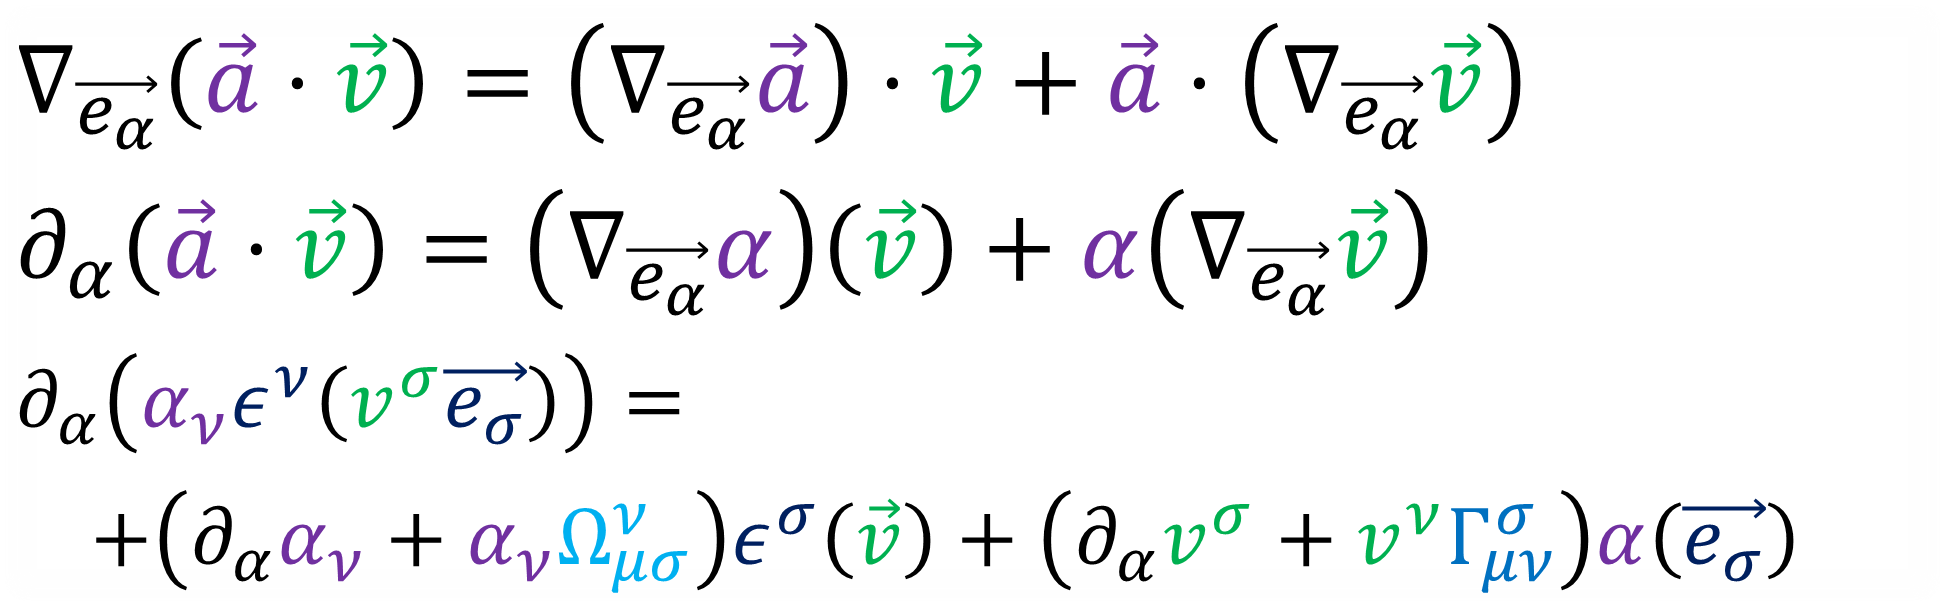 ∇_{\vec{e_α}}(\vec{a} · \vec{v}) = (∇_{\vec{e_α}}\vec{a}) · \vec{v} + \vec{a} · (∇_{\vec{e_α}}\vec{v})
∂_α(\vec{a} · \vec{v}) = (∇_{\vec{e_α}}α)(\vec{v}) + α(∇_{\vec{e_α}}\vec{v})
∂_α(α_ν ϵ^ν(v^σ \vec{e_σ})) =
+(∂_α α_ν + α_ν Ω^ν_{μσ})ϵ^σ(\vec{v}) + (∂_α v^σ + v^ν Γ^σ_{μν})α(\vec{e_σ})